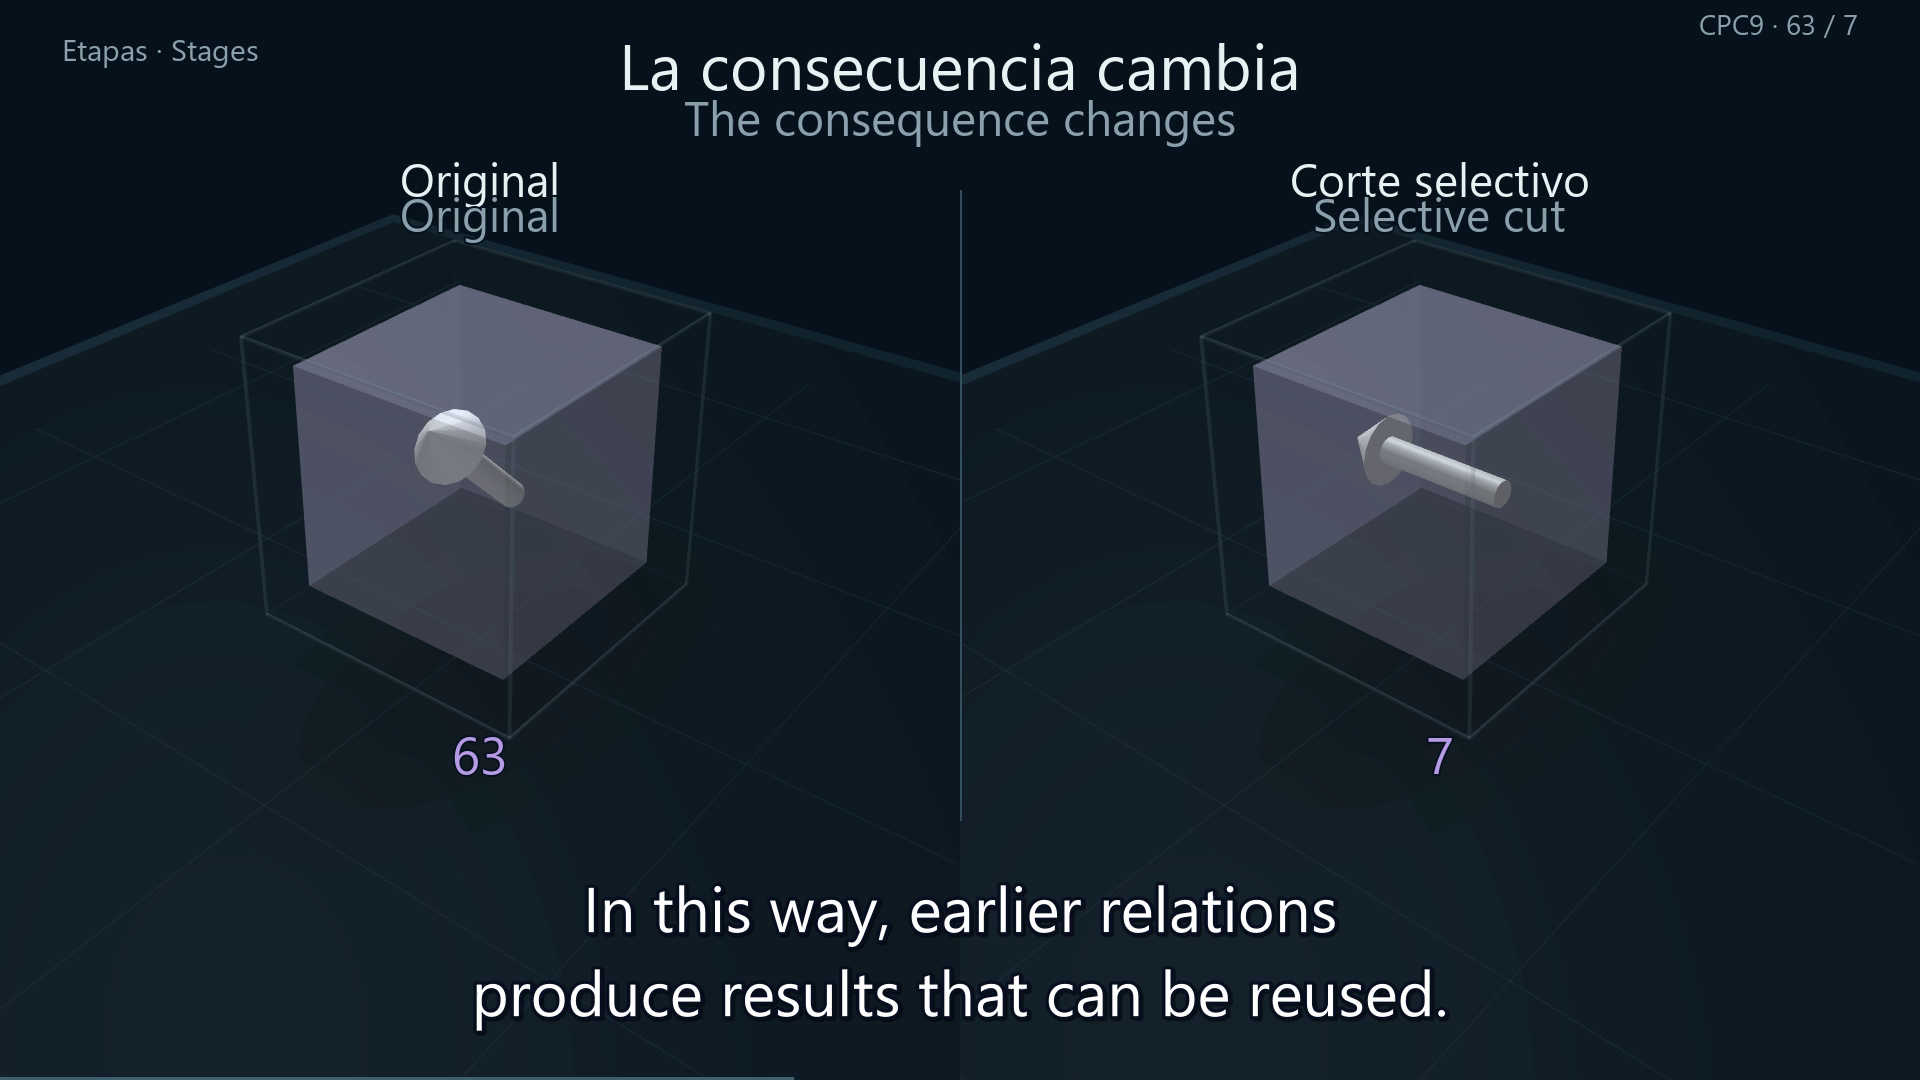 Etapas · Stages
CPC9 · 63 / 7
La consecuencia cambia
The consequence changes
Original
Original
Corte selectivo
Selective cut
63
7
In this way, earlier relations
produce results that can be reused.